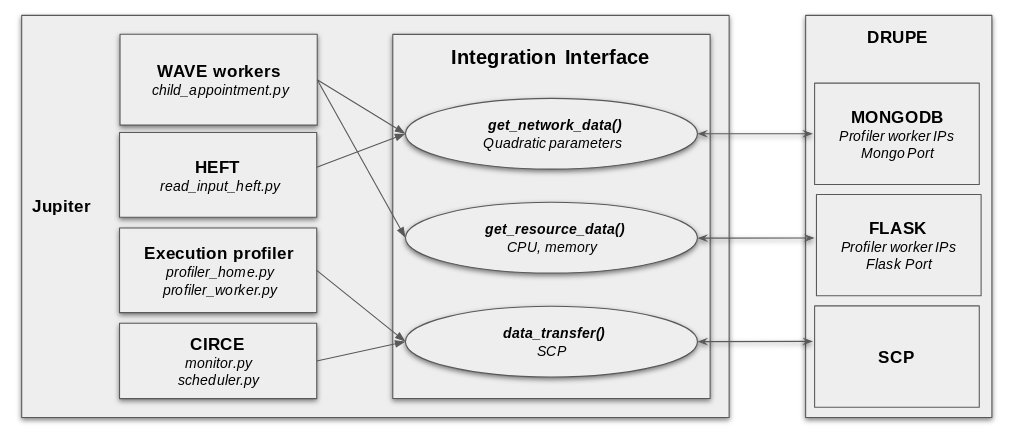 Jupiter
WAVE workers
child_appointment.py
HEFT
read_input_heft.py
Execution profiler
profiler_home.py
profiler_worker.py
CIRCE
monitor.py
scheduler.py
Integration Interface
get_network_data()
Quadratic parameters
get_resource_data()
CPU, memory
data_transfer()
SCP
DRUPE
MONGODB
Profiler worker IPs
Mongo Port
FLASK
Profiler worker IPs
Flask Port
SCP